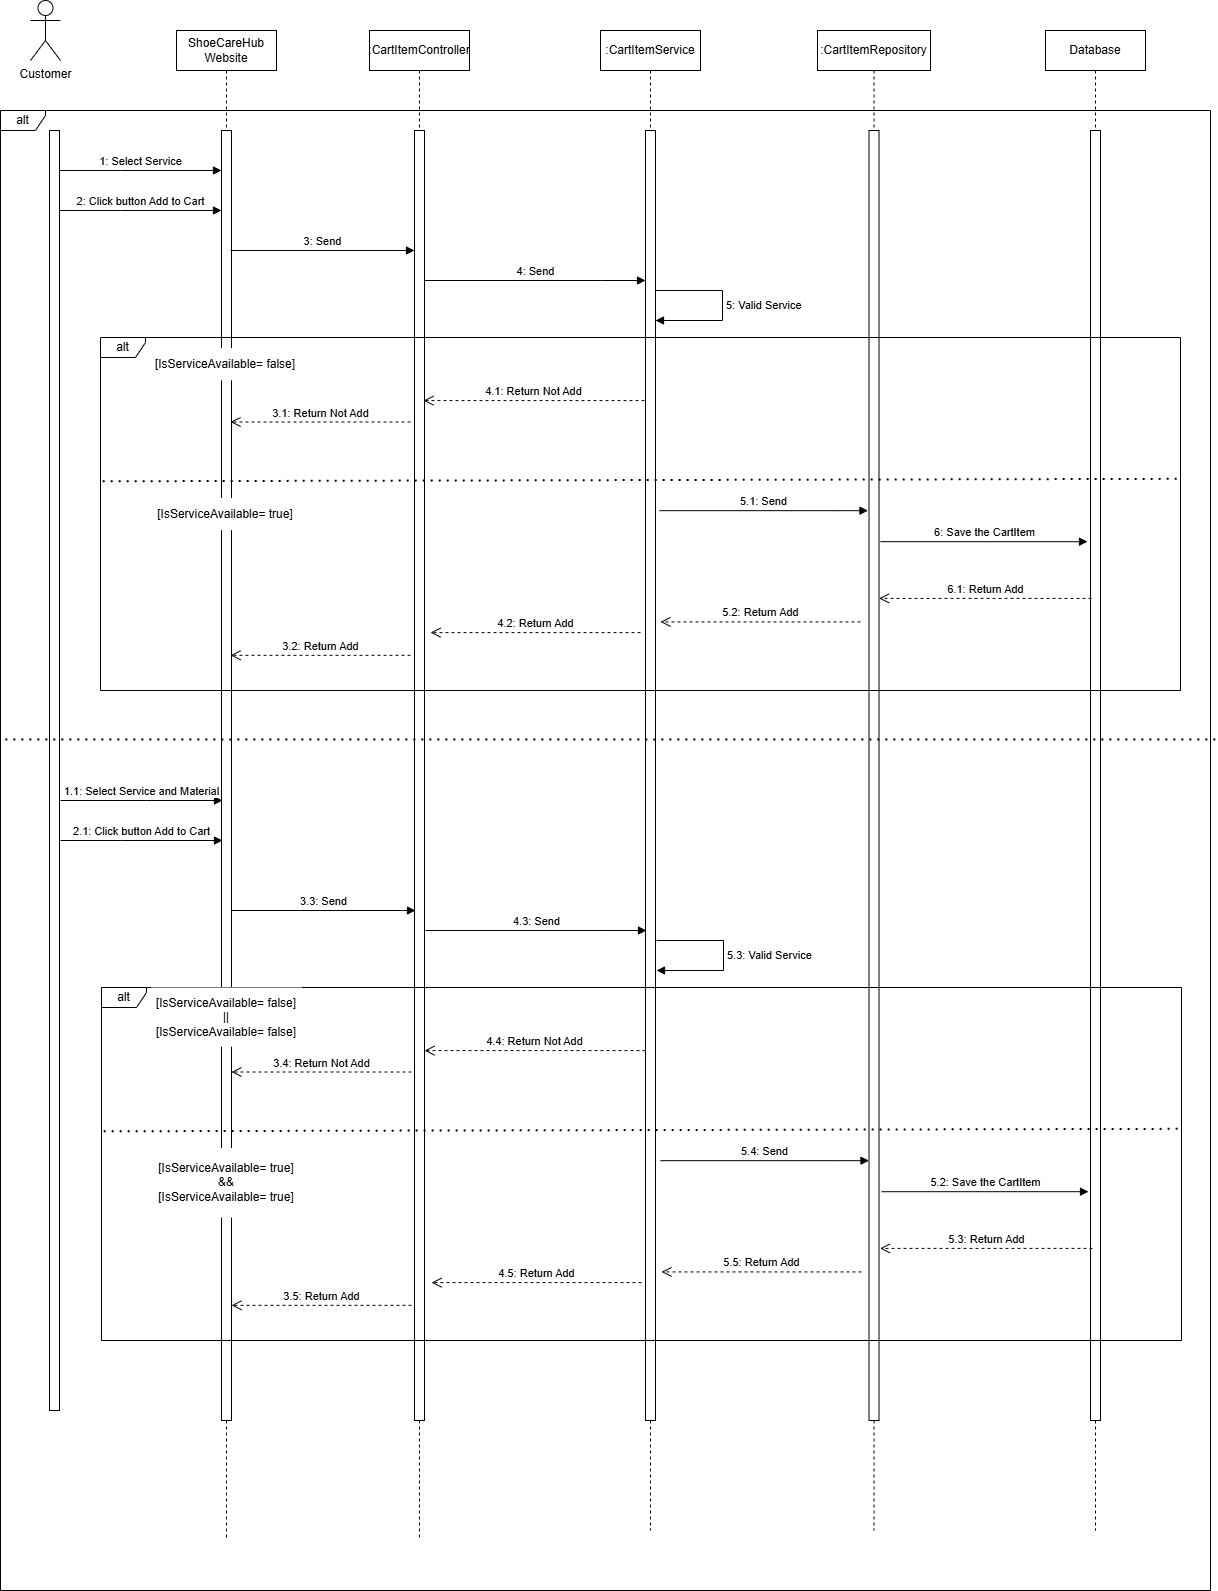 Customer
ShoeCareHub
Website
:CartItemController
:CartItemService
:CartItemRepository
Database
alt
1: Select Service
2: Click button Add to Cart
3: Send
4: Send
5: Valid Service
alt
[IsServiceAvailable= false]
4.1: Return Not Add
3.1: Return Not Add
[IsServiceAvailable= true]
5.1: Send
6: Save the CartItem
6.1: Return Add
5.2: Return Add
4.2: Return Add
3.2: Return Add
1.1: Select Service and Material
2.1: Click button Add to Cart
3.3: Send
4.3: Send
5.3: Valid Service
alt
[IsServiceAvailable= false]
||
[IsServiceAvailable= false]
4.4: Return Not Add
3.4: Return Not Add
[IsServiceAvailable= true]
&&
[IsServiceAvailable= true]
5.4: Send
5.2: Save the CartItem
5.3: Return Add
5.5: Return Add
4.5: Return Add
3.5: Return Add